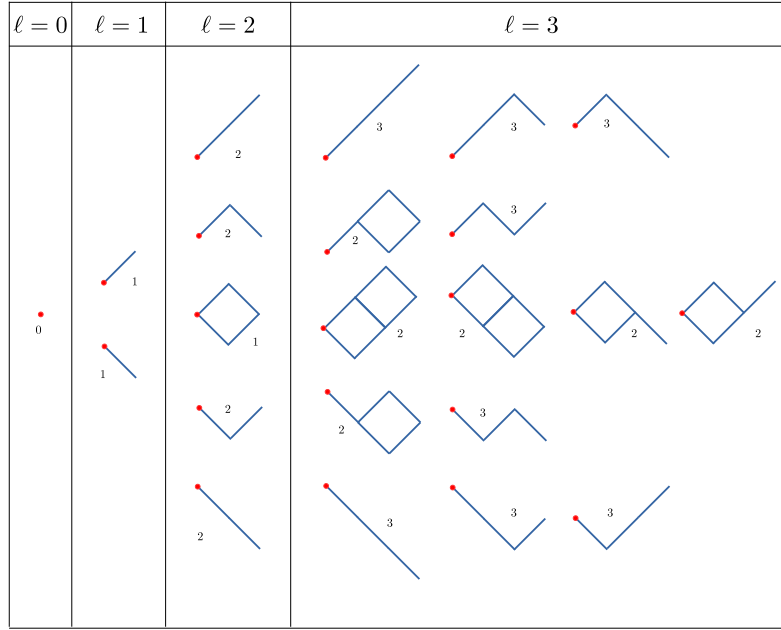 ℓ = 0 ℓ = 1 ℓ = 2 ℓ = 3
3 3 3
2
2 2 3
1
0 1 2 2 2 2
1
2 2 3
2 3 3 3